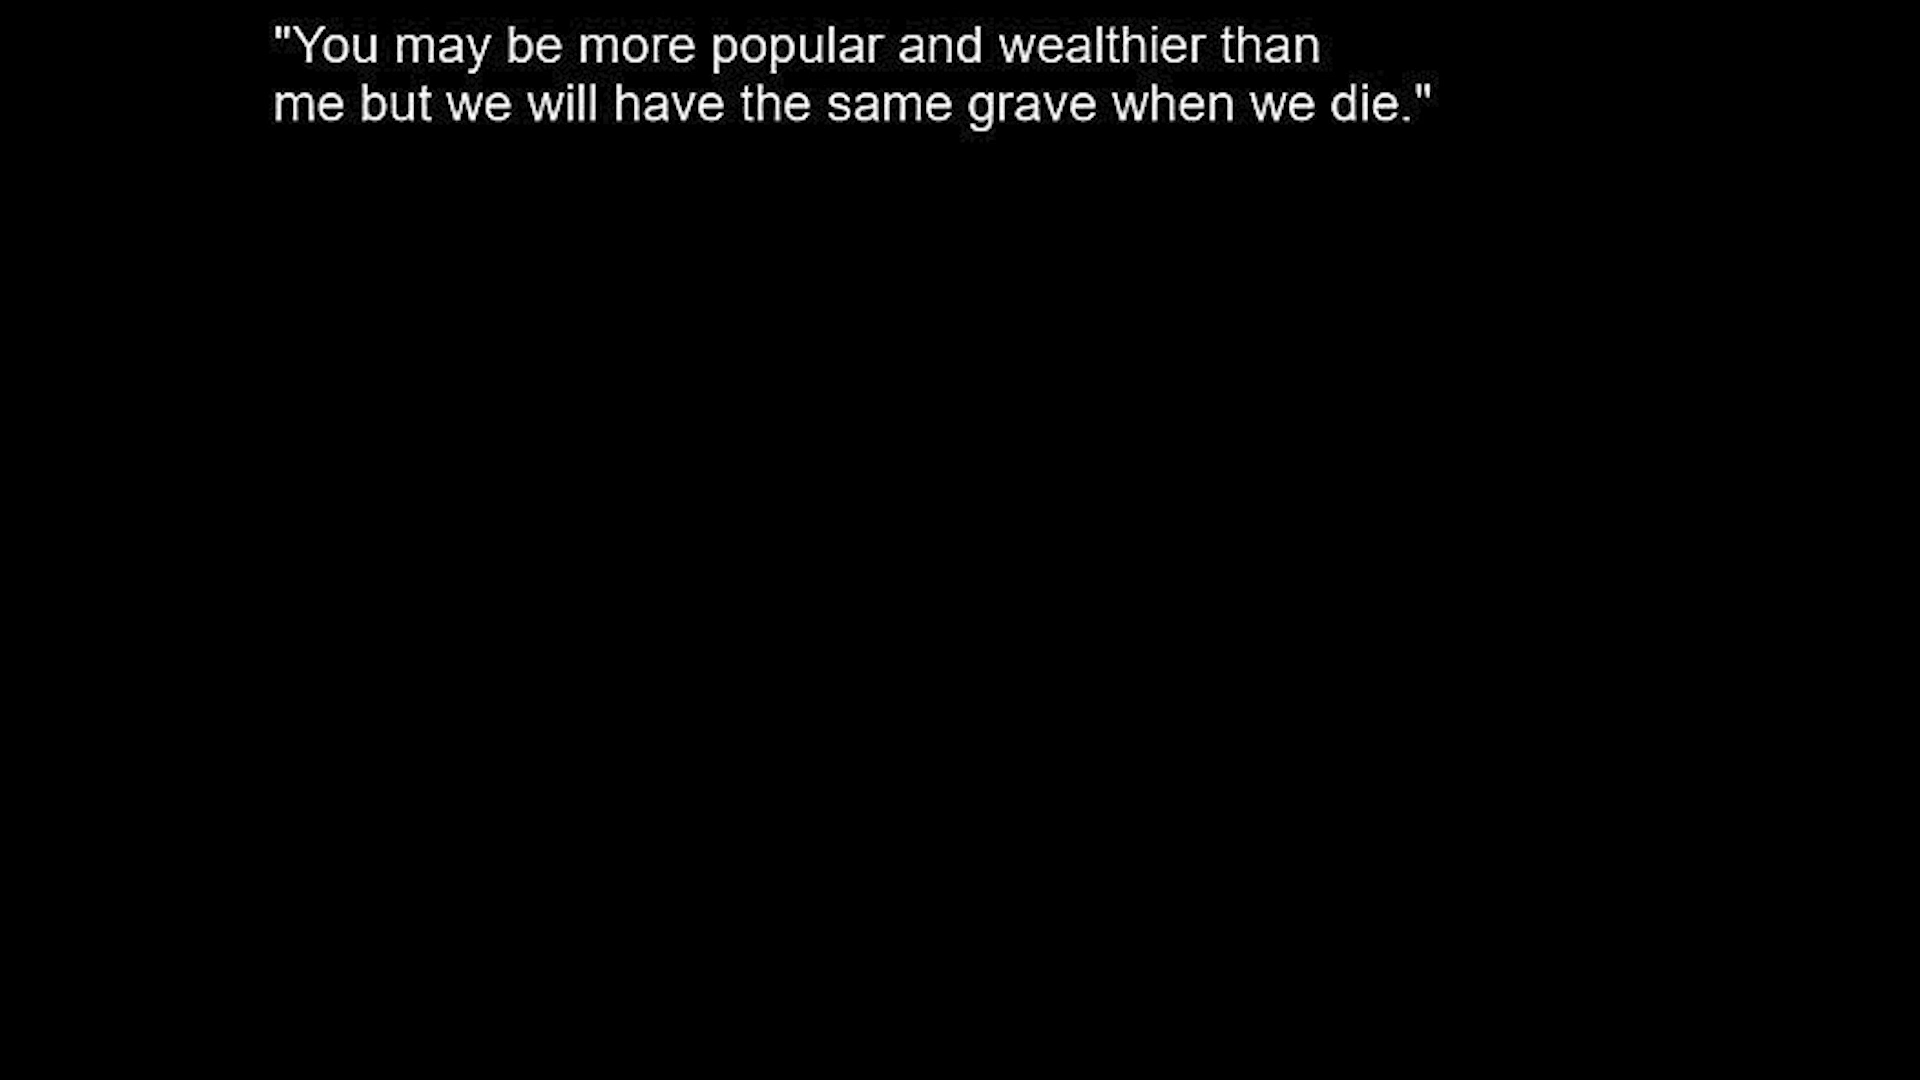 "You may be more popular and wealthier than
me but we will have the same grave when we die."